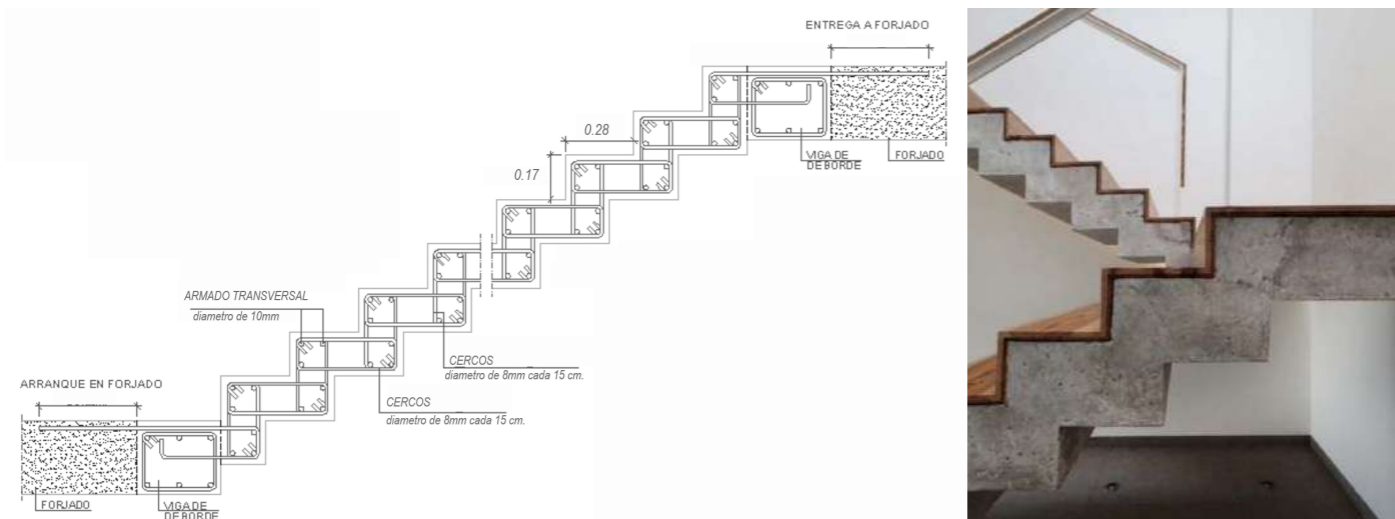 ENTREGA A FORJADO
0.28
0.17
VIGA DE
DE BORDE
FORJADO
ARMADO TRANSVERSAL
diametro de 10mm
CERCOS
diametro de 8mm cada 15 cm.
ARRANQUE EN FORJADO
CERCOS
diametro de 8mm cada 15 cm.
FORJADO
VIGA DE
DE BORDE